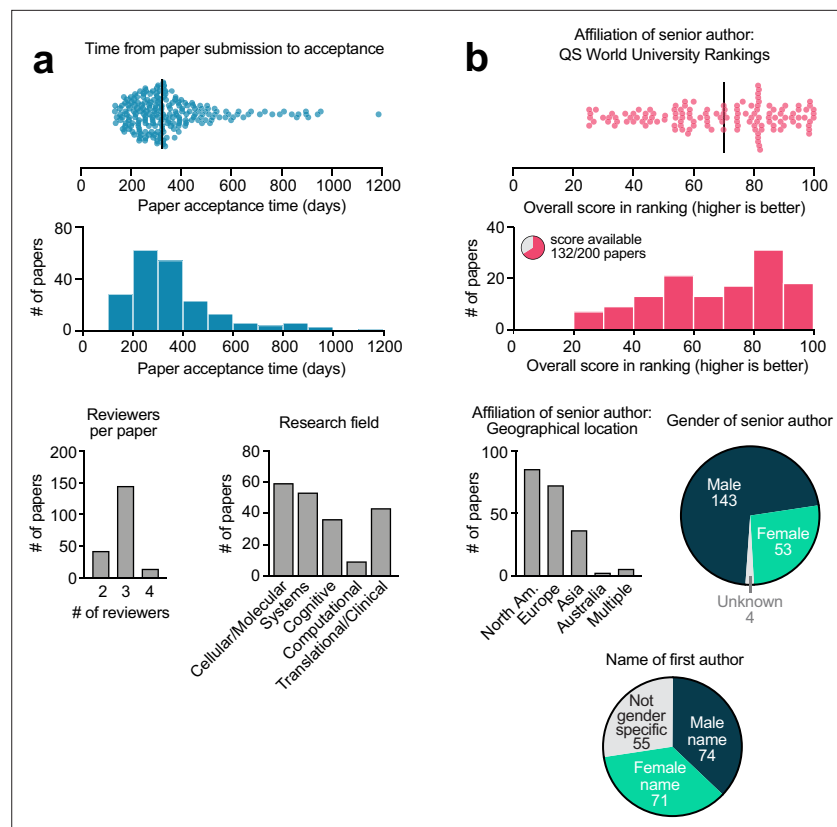 a
Time from paper submission to acceptance
0 200 400 600 800 1000 1200
Paper acceptance time (days)
# of papers
80
40
0
0 200 400 600 800 1000 1200
Paper acceptance time (days)
Reviewers
per paper
# of papers
200
150
100
50
0
2 3 4
# of reviewers
Research field
# of papers
80
60
40
20
0
Cellular/Molecular
Systems
Cognitive
Computational
Translational/Clinical
b
Affiliation of senior author:
QS World University Rankings
0 20 40 60 80 100
Overall score in ranking (higher is better)
# of papers
40
20
0
score available
132/200 papers
0 20 40 60 80 100
Overall score in ranking (higher is better)
Affiliation of senior author:
Geographical location
# of papers
100
50
0
North Am.
Europe
Asia
Australia
Multiple
Gender of senior author
Male
143
Female
53
Unknown
4
Name of first author
Not
gender
specific
55
Male
name
74
Female
name
71